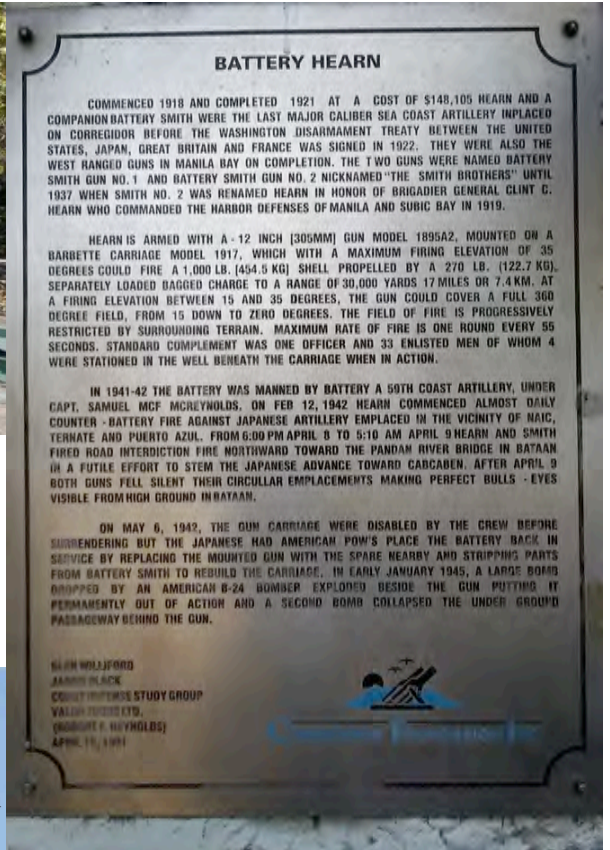 BATTERY HEARN
COMMENCED 1918 AND COMPLETED 1921 AT A COST OF $148,105 HEARN AND A
COMPANION BATTERY SMITH WERE THE LAST MAJOR CALIBER SEA COAST ARTILLERY INPLACED
ON CORREGIDOR BEFORE THE WASHINGTON DISARMAMENT TREATY BETWEEN THE UNITED
STATES, JAPAN, GREAT BRITAIN AND FRANCE WAS SIGNED IN 1922. THEY WERE ALSO THE
WEST RANGED GUNS IN MANILA BAY ON COMPLETION. THE TWO GUNS WERE NAMED BATTERY
SMITH GUN NO. 1 AND BATTERY SMITH GUN NO. 2 NICKNAMED "THE SMITH BROTHERS" UNTIL
1937 WHEN SMITH NO. 2 WAS RENAMED HEARN IN HONOR OF BRIGADIER GENERAL CLINT C.
HEARN WHO COMMANDED THE HARBOR DEFENSES OF MANILA AND SUBIC BAY IN 1919.
HEARN IS ARMED WITH A - 12 INCH [305MM] GUN MODEL 1895A2, MOUNTED ON A
BARBETTE CARRIAGE MODEL 1917, WHICH WITH A MAXIMUM FIRING ELEVATION OF 35
DEGREES COULD FIRE A 1,000 LB. [454.5 KG] SHELL PROPELLED BY A 270 LB. (122.7 KG).
SEPARATELY LOADED BAGGED CHARGE TO A RANGE OF 30,000 YARDS 17 MILES OR 7.4 KM. AT
A FIRING ELEVATION BETWEEN 15 AND 35 DEGREES, THE GUN COULD COVER A FULL 360
DEGREE FIELD, FROM 15 DOWN TO ZERO DEGREES. THE FIELD OF FIRE IS PROGRESSIVELY
RESTRICTED BY SURROUNDING TERRAIN. MAXIMUM RATE OF FIRE IS ONE ROUND EVERY 55
SECONDS. STANDARD COMPLEMENT WAS ONE OFFICER AND 33 ENLISTED MEN OF WHOM 4
WERE STATIONED IN THE WELL BENEATH THE CARRIAGE WHEN IN ACTION.
IN 1941-42 THE BATTERY WAS MANNED BY BATTERY A 59TH COAST ARTILLERY, UNDER
CAPT. SAMUEL MCF MCREYNOLDS. ON FEB 12, 1942 HEARN COMMENCED ALMOST DAILY
COUNTER - BATTERY FIRE AGAINST JAPANESE ARTILLERY EMPLACED IN THE VICINITY OF NAIC,
TERNATE AND PUERTO AZUL. FROM 6:00 PM APRIL 8 TO 5:10 AM APRIL 9 HEARN AND SMITH
FIRED ROAD INTERDICTION FIRE NORTHWARD TOWARD THE PANDAN RIVER BRIDGE IN BATAAN
IN A FUTILE EFFORT TO STEM THE JAPANESE ADVANCE TOWARD CABCABEN. AFTER APRIL 9
BOTH GUNS FELL SILENT THEIR CIRCULLAR EMPLACEMENTS MAKING PERFECT BULLS - EYES
VISIBLE FROM HIGH GROUND IN BATAAN.
ON MAY 6, 1942, THE GUN CARRIAGE WERE DISABLED BY THE CREW BEFORE
SURRENDERING BUT THE JAPANESE HAD AMERICAN POW'S PLACE THE BATTERY BACK IN
SERVICE BY REPLACING THE MOUNTED GUN WITH THE SPARE NEARBY AND STRIPPING PARTS
FROM BATTERY SMITH TO REBUILD THE CARRIAGE. IN EARLY JANUARY 1945, A LARGE BOMB
DROPPED BY AN AMERICAN B-24 BOMBER EXPLODED BESIDE THE GUN PUTTING IT
PERMANENTLY OUT OF ACTION AND A SECOND BOMB COLLAPSED THE UNDER GROUND
PASSAGEWAY BEHIND THE GUN.
GLEN WILLIFORD
STUDY GROUP
LTD.
REYNOLDS)
APRIL 1991